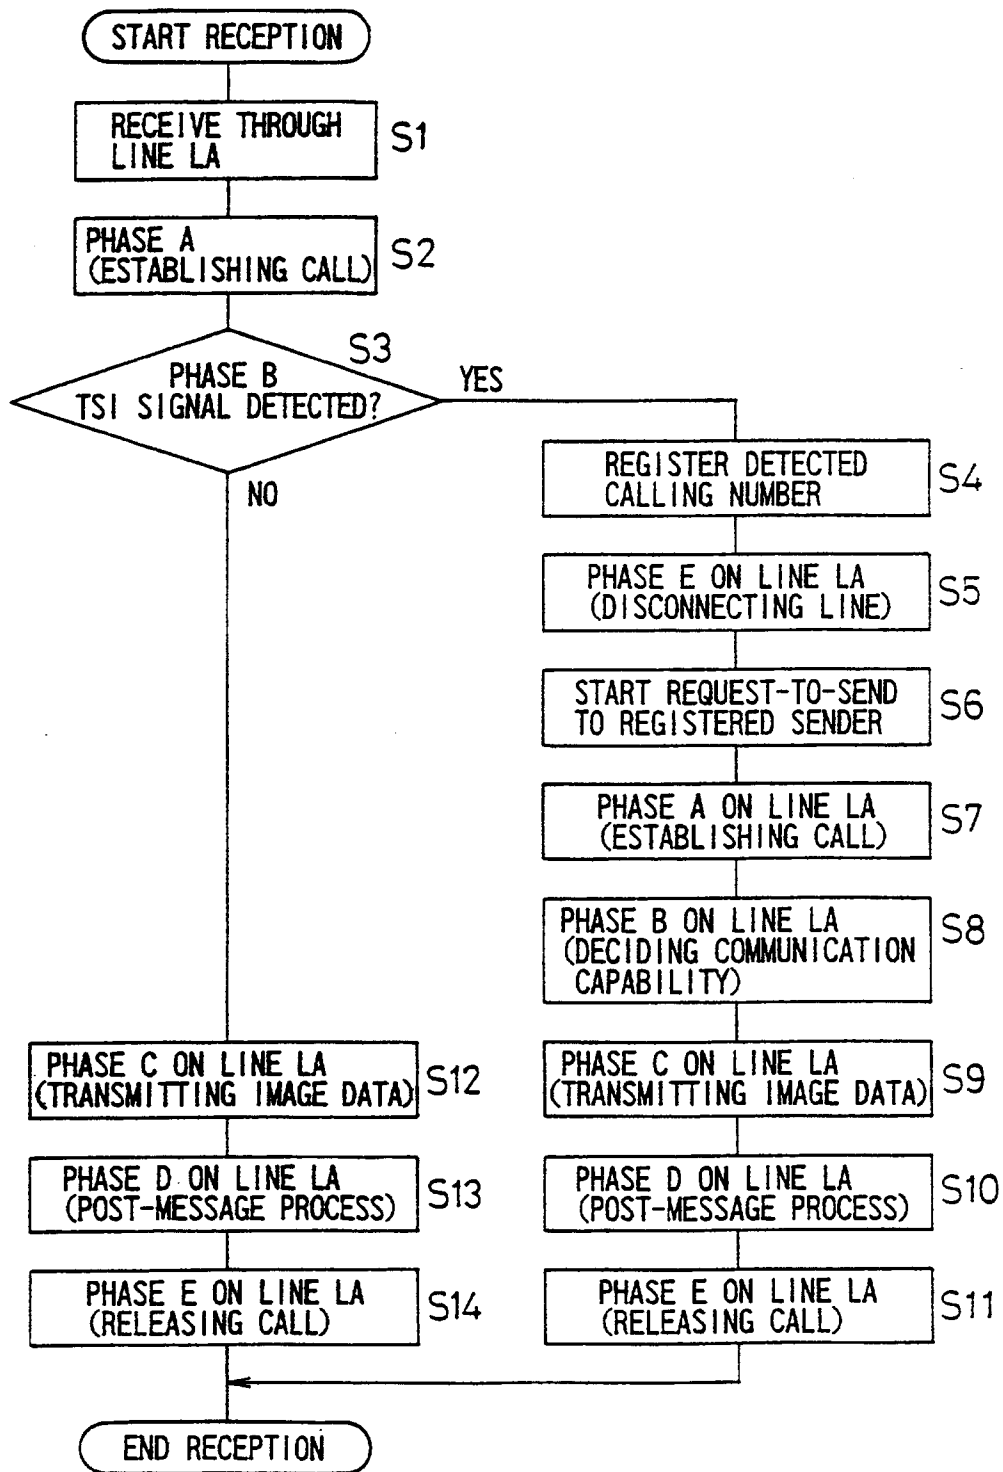 START RECEPTION
RECEIVE THROUGH
LINE LA
S1
PHASE A
(ESTABLISHING CALL)
S2
S3
PHASE B
TSI SIGNAL DETECTED?
YES
NO
REGISTER DETECTED
CALLING NUMBER
S4
PHASE E ON LINE LA
(DISCONNECTING LINE)
S5
START REQUEST-TO-SEND
TO REGISTERED SENDER
S6
PHASE A ON LINE LA
(ESTABLISHING CALL)
S7
PHASE B ON LINE LA
(DECIDING COMMUNICATION
CAPABILITY)
S8
PHASE C ON LINE LA
(TRANSMITTING IMAGE DATA)
S12
PHASE C ON LINE LA
(TRANSMITTING IMAGE DATA)
S9
PHASE D ON LINE LA
(POST-MESSAGE PROCESS)
S13
PHASE D ON LINE LA
(POST-MESSAGE PROCESS)
S10
PHASE E ON LINE LA
(RELEASING CALL)
S14
PHASE E ON LINE LA
(RELEASING CALL)
S11
END RECEPTION